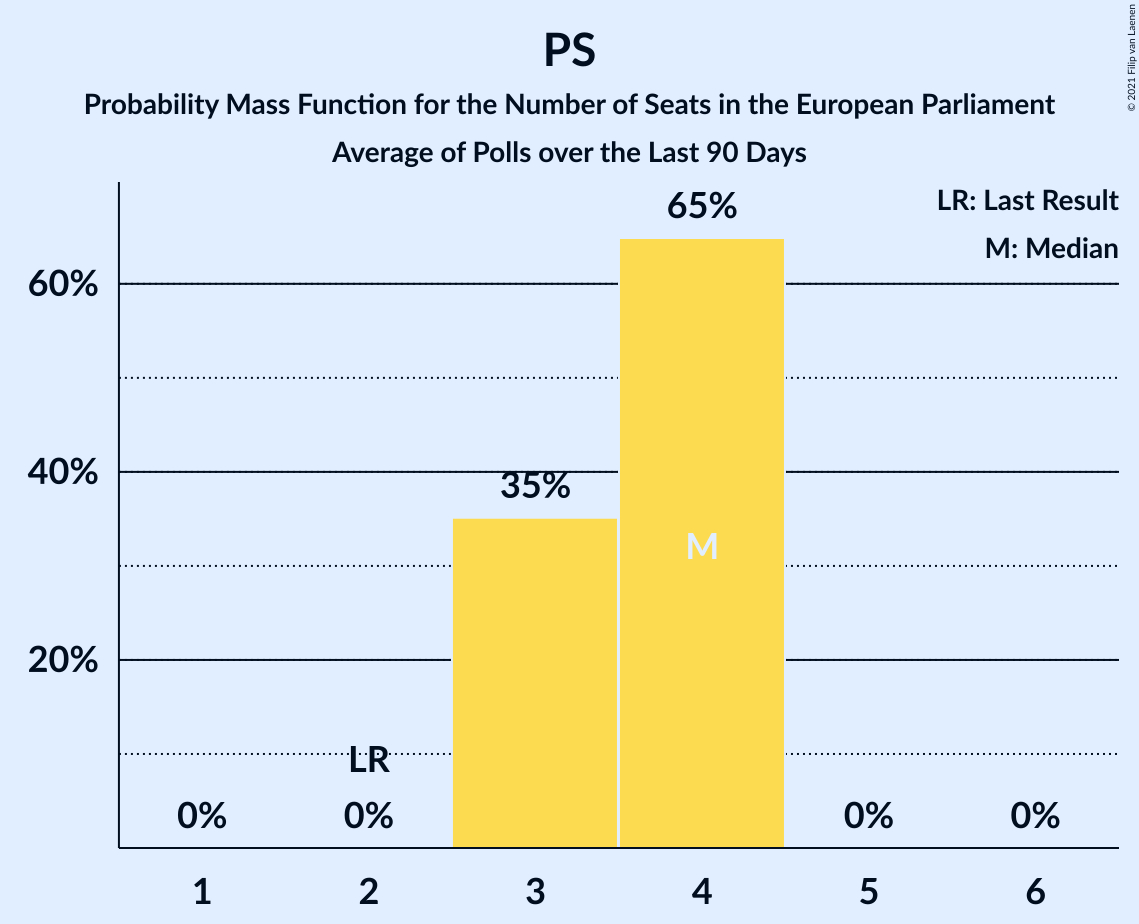 PS
Probability Mass Function for the Number of Seats in the European Parliament
Average of Polls over the Last 90 Days
© 2021 Filip van Laenen
LR: Last Result
M: Median
65%
60%
40%
35%
M
20%
LR
0%
0%
0%
0%
1
2
3
4
5
6